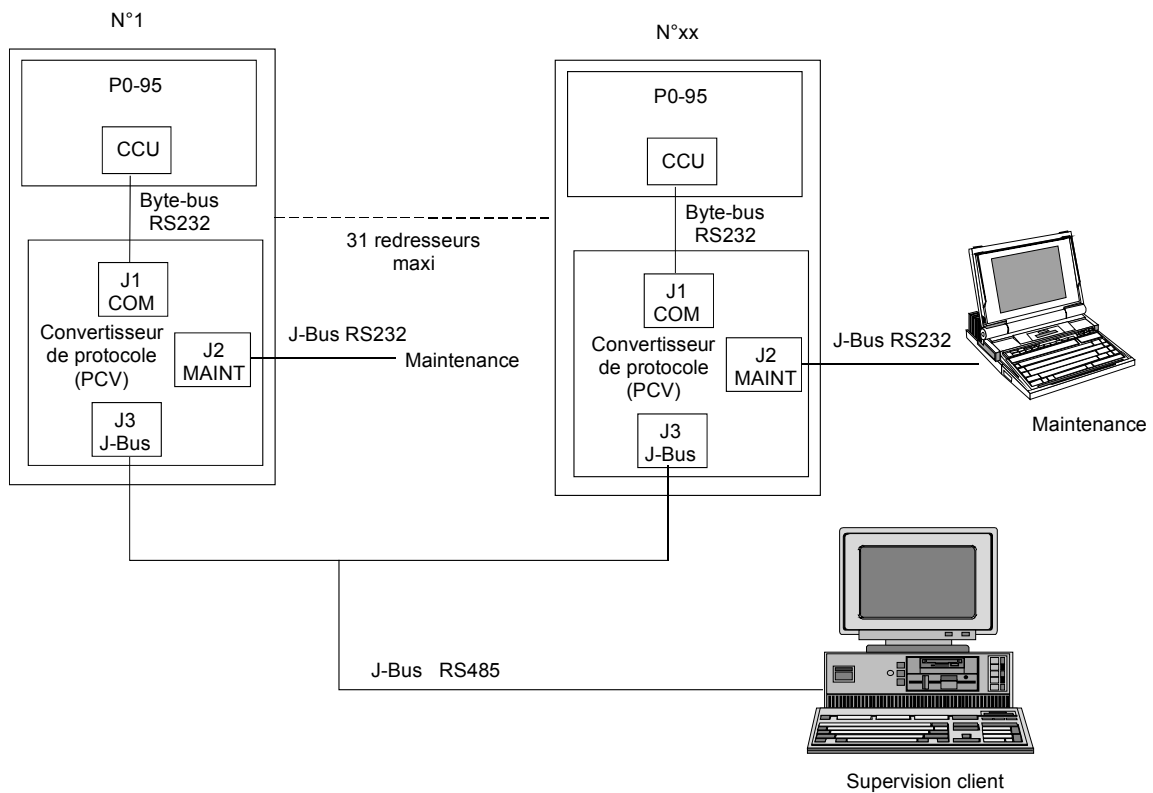 N°1
P0-95
CCU
Byte-bus
RS232
J1
COM
Convertisseur
de protocole
(PCV)
J2
MAINT
J3
J-Bus
J-Bus RS232
Maintenance
31 redresseurs
maxi
N°xx
P0-95
CCU
Byte-bus
RS232
J1
COM
Convertisseur
de protocole
(PCV)
J2
MAINT
J3
J-Bus
J-Bus RS232
Maintenance
J-Bus RS485
Supervision client